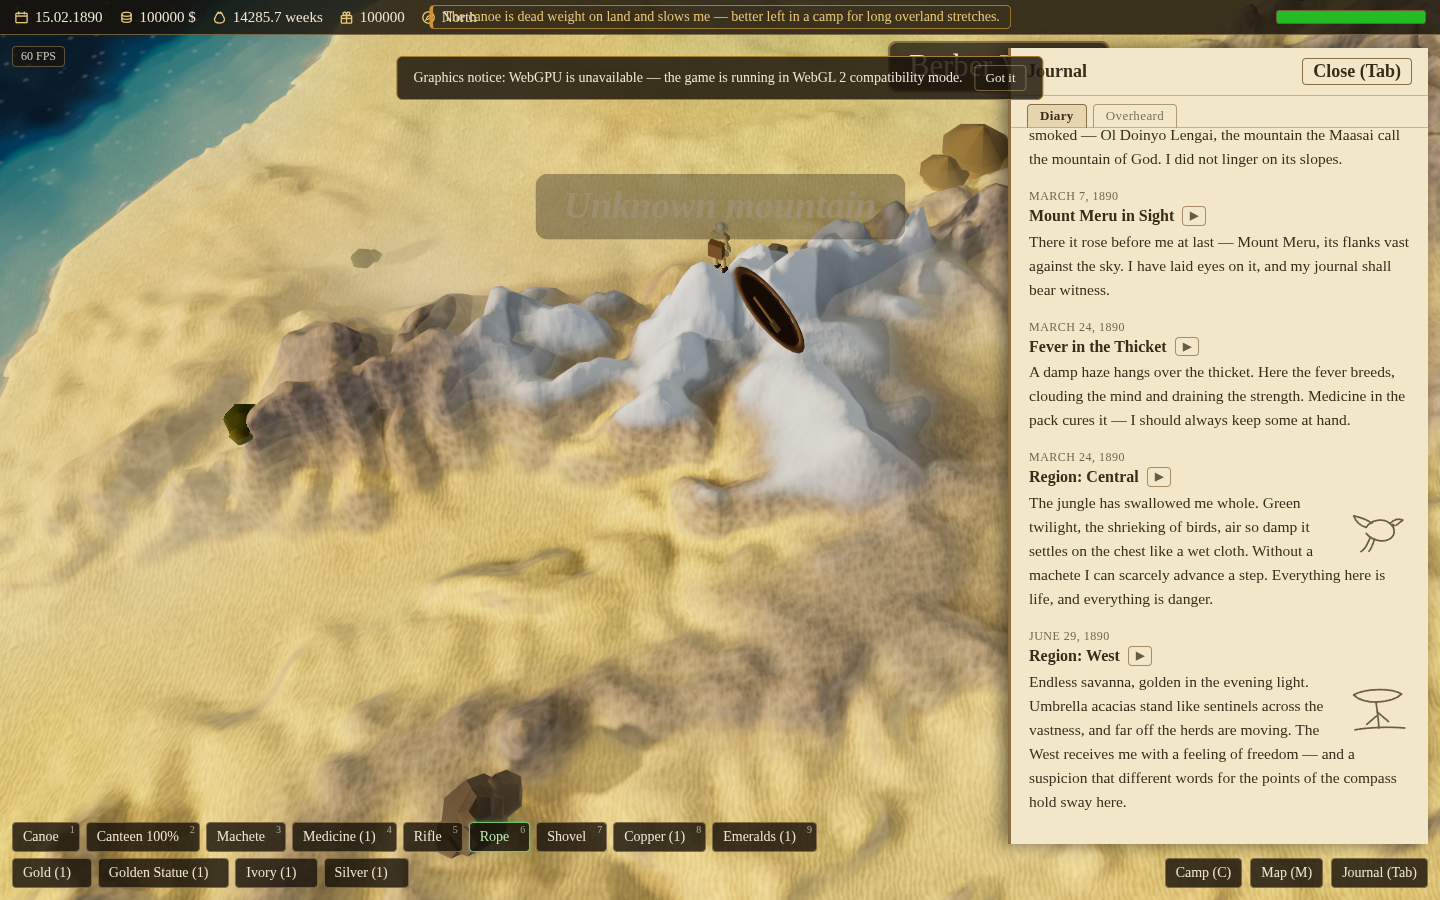 15.02.1890 100000 $ 14285.7 weeks 100000 North
The canoe is dead weight on land and slows me — better left in a camp for long overland stretches.
60 FPS
Berber
Graphics notice: WebGPU is unavailable — the game is running in WebGL 2 compatibility mode. Got it
Journal Close (Tab)
Diary Overheard
smoked — Ol Doinyo Lengai, the mountain the Maasai call
the mountain of God. I did not linger on its slopes.
MARCH 7, 1890
Mount Meru in Sight
There it rose before me at last — Mount Meru, its flanks vast
against the sky. I have laid eyes on it, and my journal shall
bear witness.
MARCH 24, 1890
Fever in the Thicket
A damp haze hangs over the thicket. Here the fever breeds,
clouding the mind and draining the strength. Medicine in the
pack cures it — I should always keep some at hand.
MARCH 24, 1890
Region: Central
The jungle has swallowed me whole. Green
twilight, the shrieking of birds, air so damp it
settles on the chest like a wet cloth. Without a
machete I can scarcely advance a step. Everything here is
life, and everything is danger.
JUNE 29, 1890
Region: West
Endless savanna, golden in the evening light.
Umbrella acacias stand like sentinels across the
vastness, and far off the herds are moving. The
West receives me with a feeling of freedom — and a
suspicion that different words for the points of the compass
hold sway here.
Unknown mountain
Canoe 1 Canteen 100% 2 Machete 3 Medicine (1) 4 Rifle 5 Rope 6 Shovel 7 Copper (1) 8 Emeralds (1) 9
Gold (1) Golden Statue (1) Ivory (1) Silver (1)
Camp (C) Map (M) Journal (Tab)